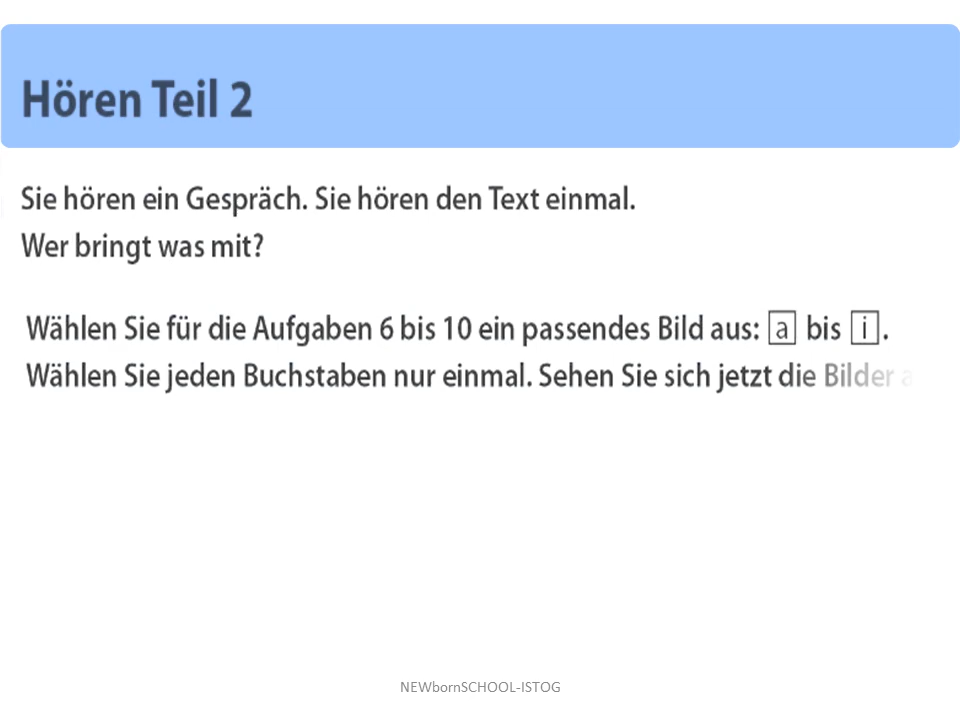 Hören Teil 2
Sie hören ein Gespräch. Sie hören den Text einmal.
Wer bringt was mit?
Wählen Sie für die Aufgaben 6 bis 10 ein passendes Bild aus: a bis i.
Wählen Sie jeden Buchstaben nur einmal. Sehen Sie sich jetzt die Bilder
NEWbornSCHOOL-ISTOG